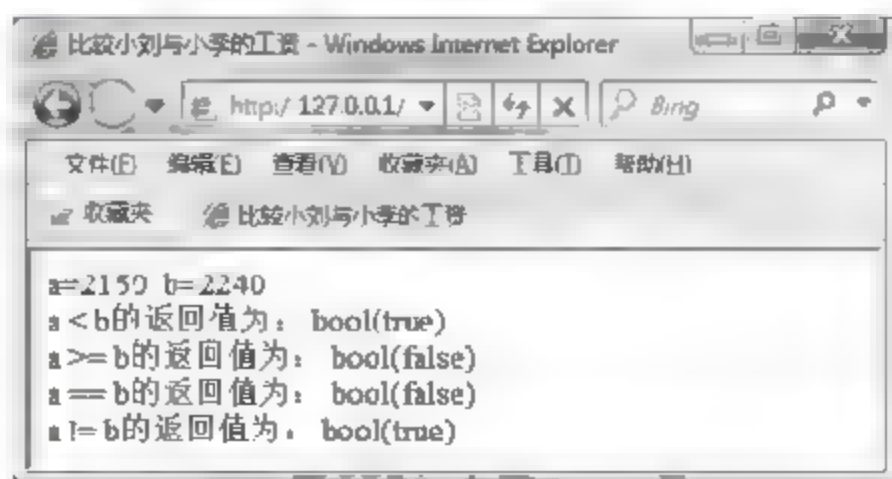 比较小刘与小季的工资 - Windows Internet Explorer
http://127.0.0.1/ Bing
文件(F) 编辑(E) 查看(V) 收藏夹(A) 工具(T) 帮助(H)
收藏夹 比较小刘与小季的工资
a=2150 b=2240
a<b的返回值为：bool(true)
a>=b的返回值为：bool(false)
a==b的返回值为：bool(false)
a!=b的返回值为：bool(true)